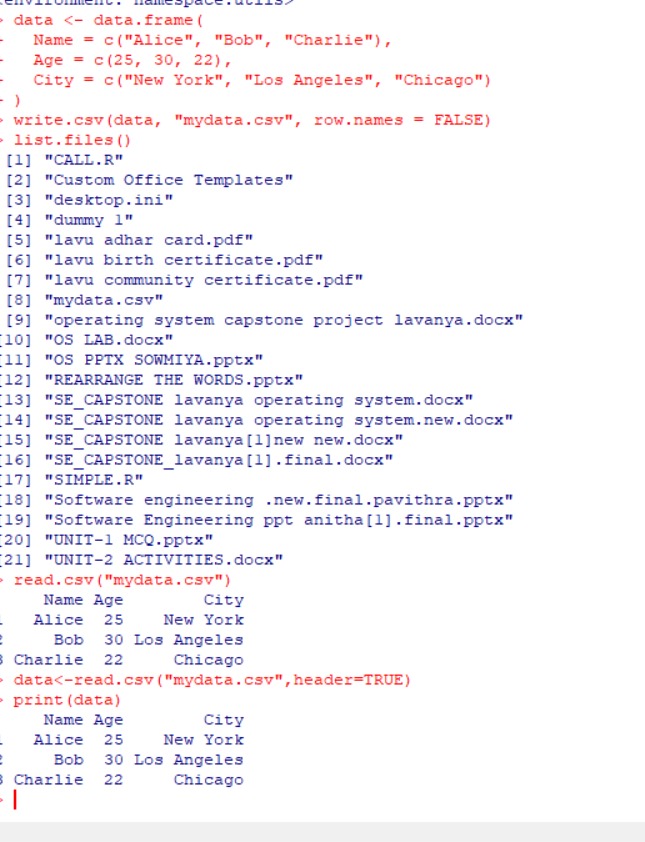 environment: namespace:utils>
> data <- data.frame(
+   Name = c("Alice", "Bob", "Charlie"),
+   Age = c(25, 30, 22),
+   City = c("New York", "Los Angeles", "Chicago")
+ )
> write.csv(data, "mydata.csv", row.names = FALSE)
> list.files()
[1] "CALL.R"
[2] "Custom Office Templates"
[3] "desktop.ini"
[4] "dummy 1"
[5] "lavu adhar card.pdf"
[6] "lavu birth certificate.pdf"
[7] "lavu community certificate.pdf"
[8] "mydata.csv"
[9] "operating system capstone project lavanya.docx"
[10] "OS LAB.docx"
[11] "OS PPTX SOWMIYA.pptx"
[12] "REARRANGE THE WORDS.pptx"
[13] "SE_CAPSTONE lavanya operating system.docx"
[14] "SE_CAPSTONE lavanya operating system.new.docx"
[15] "SE_CAPSTONE lavanya[1]new new.docx"
[16] "SE_CAPSTONE_lavanya[1].final.docx"
[17] "SIMPLE.R"
[18] "Software engineering .new.final.pavithra.pptx"
[19] "Software Engineering ppt anitha[1].final.pptx"
[20] "UNIT-1 MCQ.pptx"
[21] "UNIT-2 ACTIVITIES.docx"
> read.csv("mydata.csv")
     Name Age        City
1   Alice  25    New York
2     Bob  30 Los Angeles
3 Charlie  22     Chicago
> data<-read.csv("mydata.csv",header=TRUE)
> print(data)
     Name Age        City
1   Alice  25    New York
2     Bob  30 Los Angeles
3 Charlie  22     Chicago
>